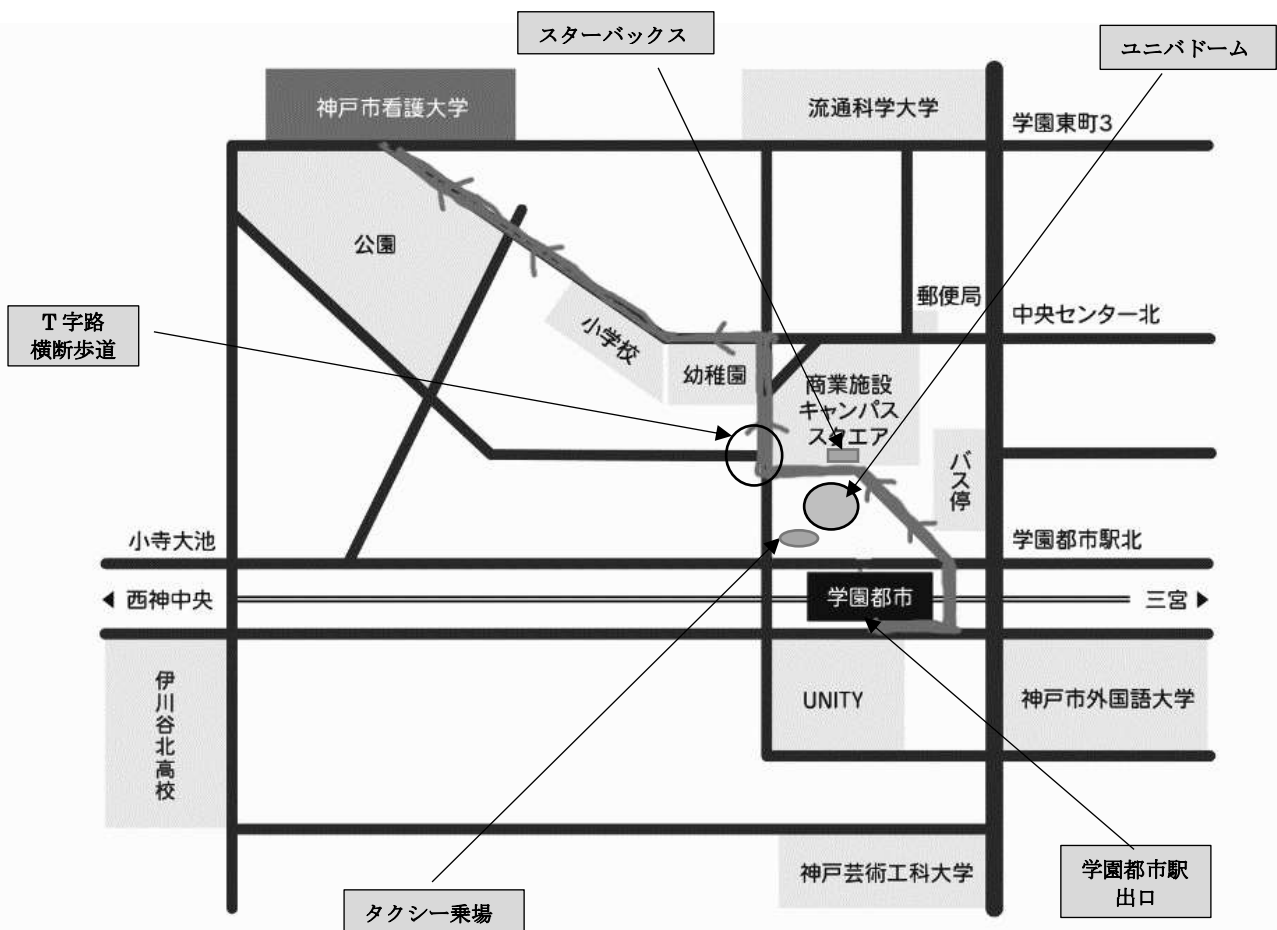 スターバックス
ユニバドーム
神戸市看護大学
流通科学大学
学園東町3
公園
郵便局
中央センター北
T字路
横断歩道
小学校
幼稚園
商業施設
キャンパス
スクエア
バス停
小寺大池
学園都市駅北
◀ 西神中央
学園都市
三宮 ▶
伊川谷北高校
UNITY
神戸市外国語大学
神戸芸術工科大学
学園都市駅
出口
タクシー乗場